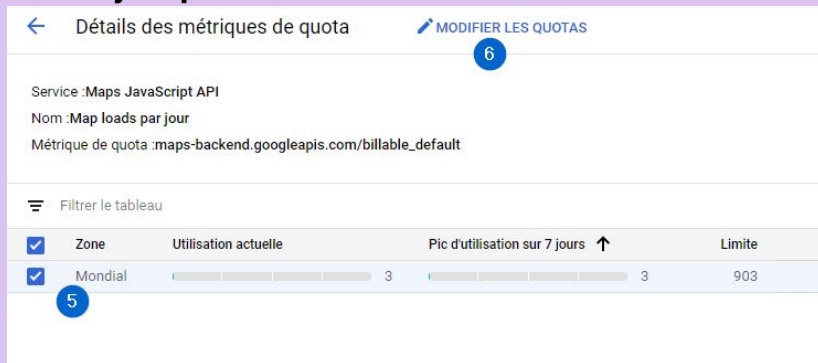 Détails des métriques de quota MODIFIER LES QUOTAS
6
Service :Maps JavaScript API
Nom :Map loads par jour
Métrique de quota :maps-backend.googleapis.com/billable_default
Filtrer le tableau
Zone Utilisation actuelle Pic d'utilisation sur 7 jours Limite
Mondial 3 3 903
5